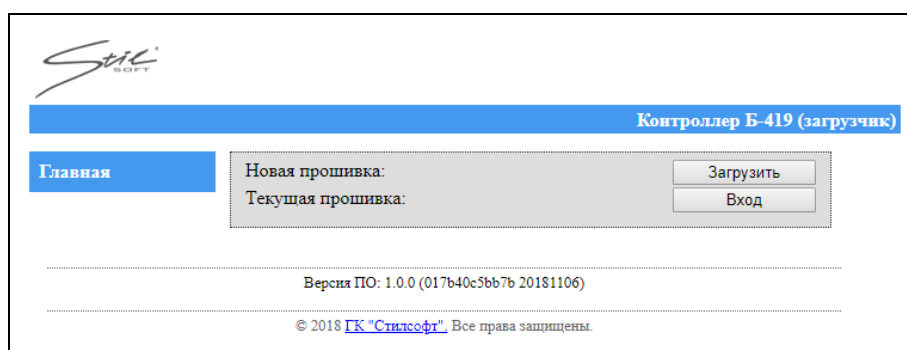 Stil
SOFT
Контроллер Б-419 (загрузчик)
Главная
Новая прошивка: Загрузить
Текущая прошивка: Вход
Версия ПО: 1.0.0 (017b40c5bb7b 20181106)
© 2018 ГК "Стилсофт". Все права защищены.